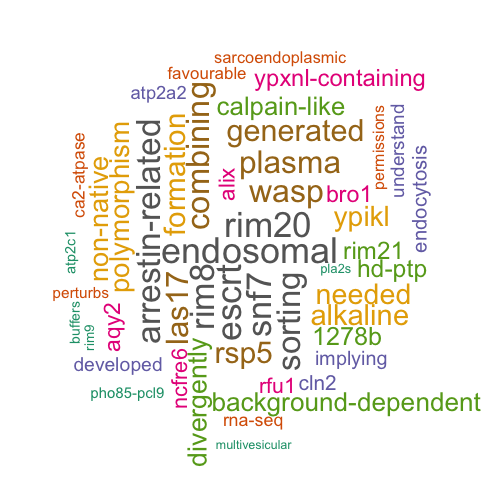 sarcoendoplasmic
favourable
ypxnl-containing
atp2a2
combining
calpain-like
permissions
understand
generated
ca2-atpase
non-native
polymorphism
arrestin-related
formation
plasma
endocytosis
alix
wasp
bro1
rim20
ypikl
atp2c1
endosomal
rim21
pla2s
hd-ptp
perturbs
las17
rim8
escrt
snf7
sorting
needed
buffers
rim9
aqy2
alkaline
1278b
developed
ncfre6
divergently
rsp5
implying
pho85-pcl9
rfu1
cln2
background-dependent
rna-seq
multivesicular